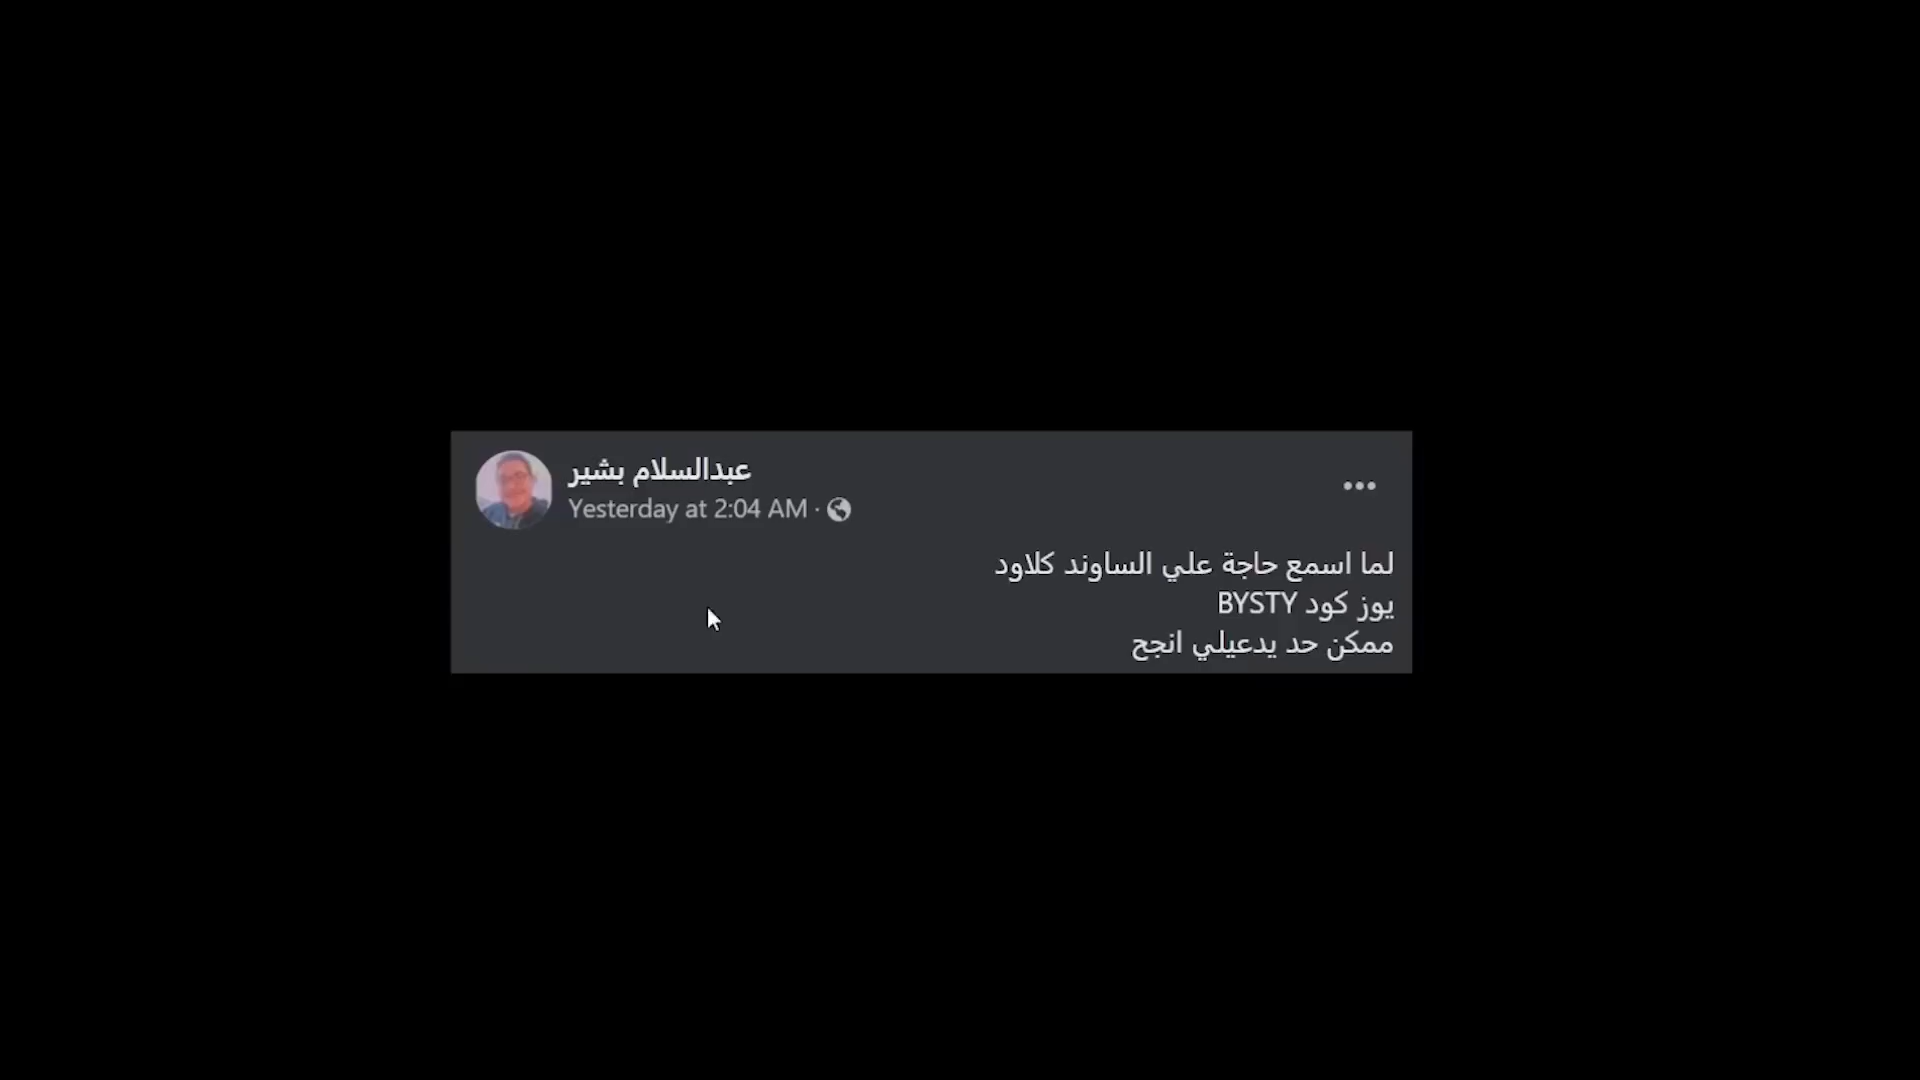 عبدالسلام بشير
Yesterday at 2:04 AM ·
لما اسمع حاجة علي الساوند كلاود
يوز كود BYSTY
ممكن حد يدعيلي انجح